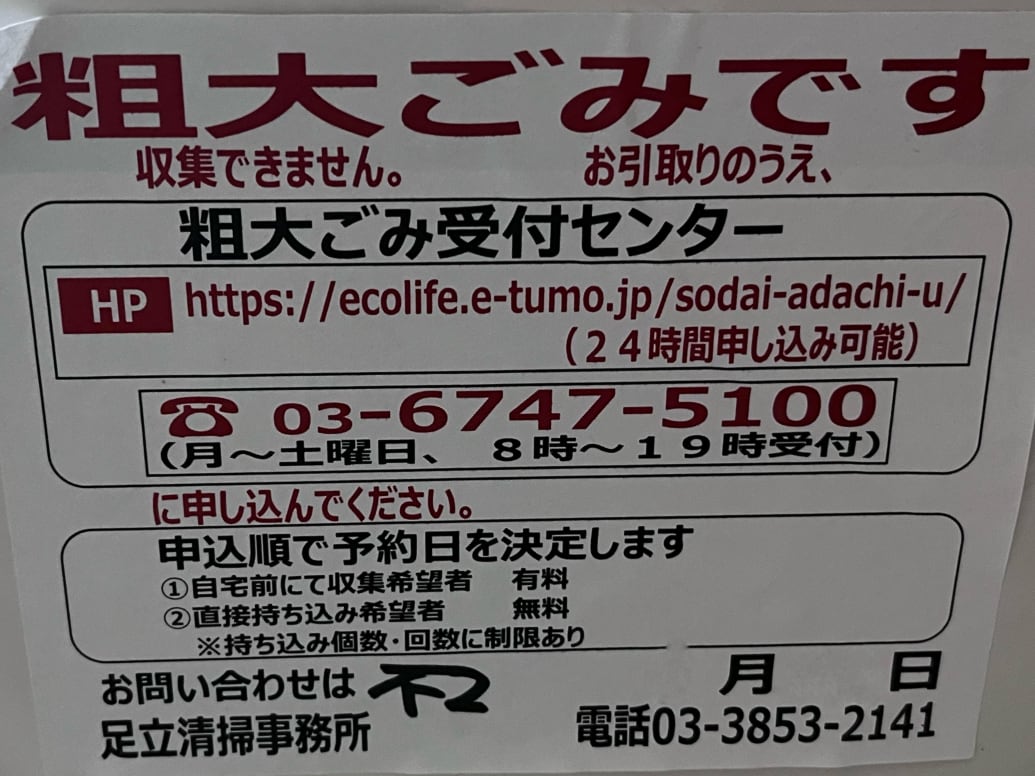 粗大ごみです
収集できません。 お引取りのうえ、
粗大ごみ受付センター
HP https://ecolife.e-tumo.jp/sodai-adachi-u/
（２４時間申し込み可能）
☎ 03-6747-5100
（月～土曜日、 ８時～１９時受付）
に申し込んでください。
申込順で予約日を決定します
①自宅前にて収集希望者 有料
②直接持ち込み希望者 無料
※持ち込み個数・回数に制限あり
月 日
お問い合わせは
足立清掃事務所 電話03-3853-2141